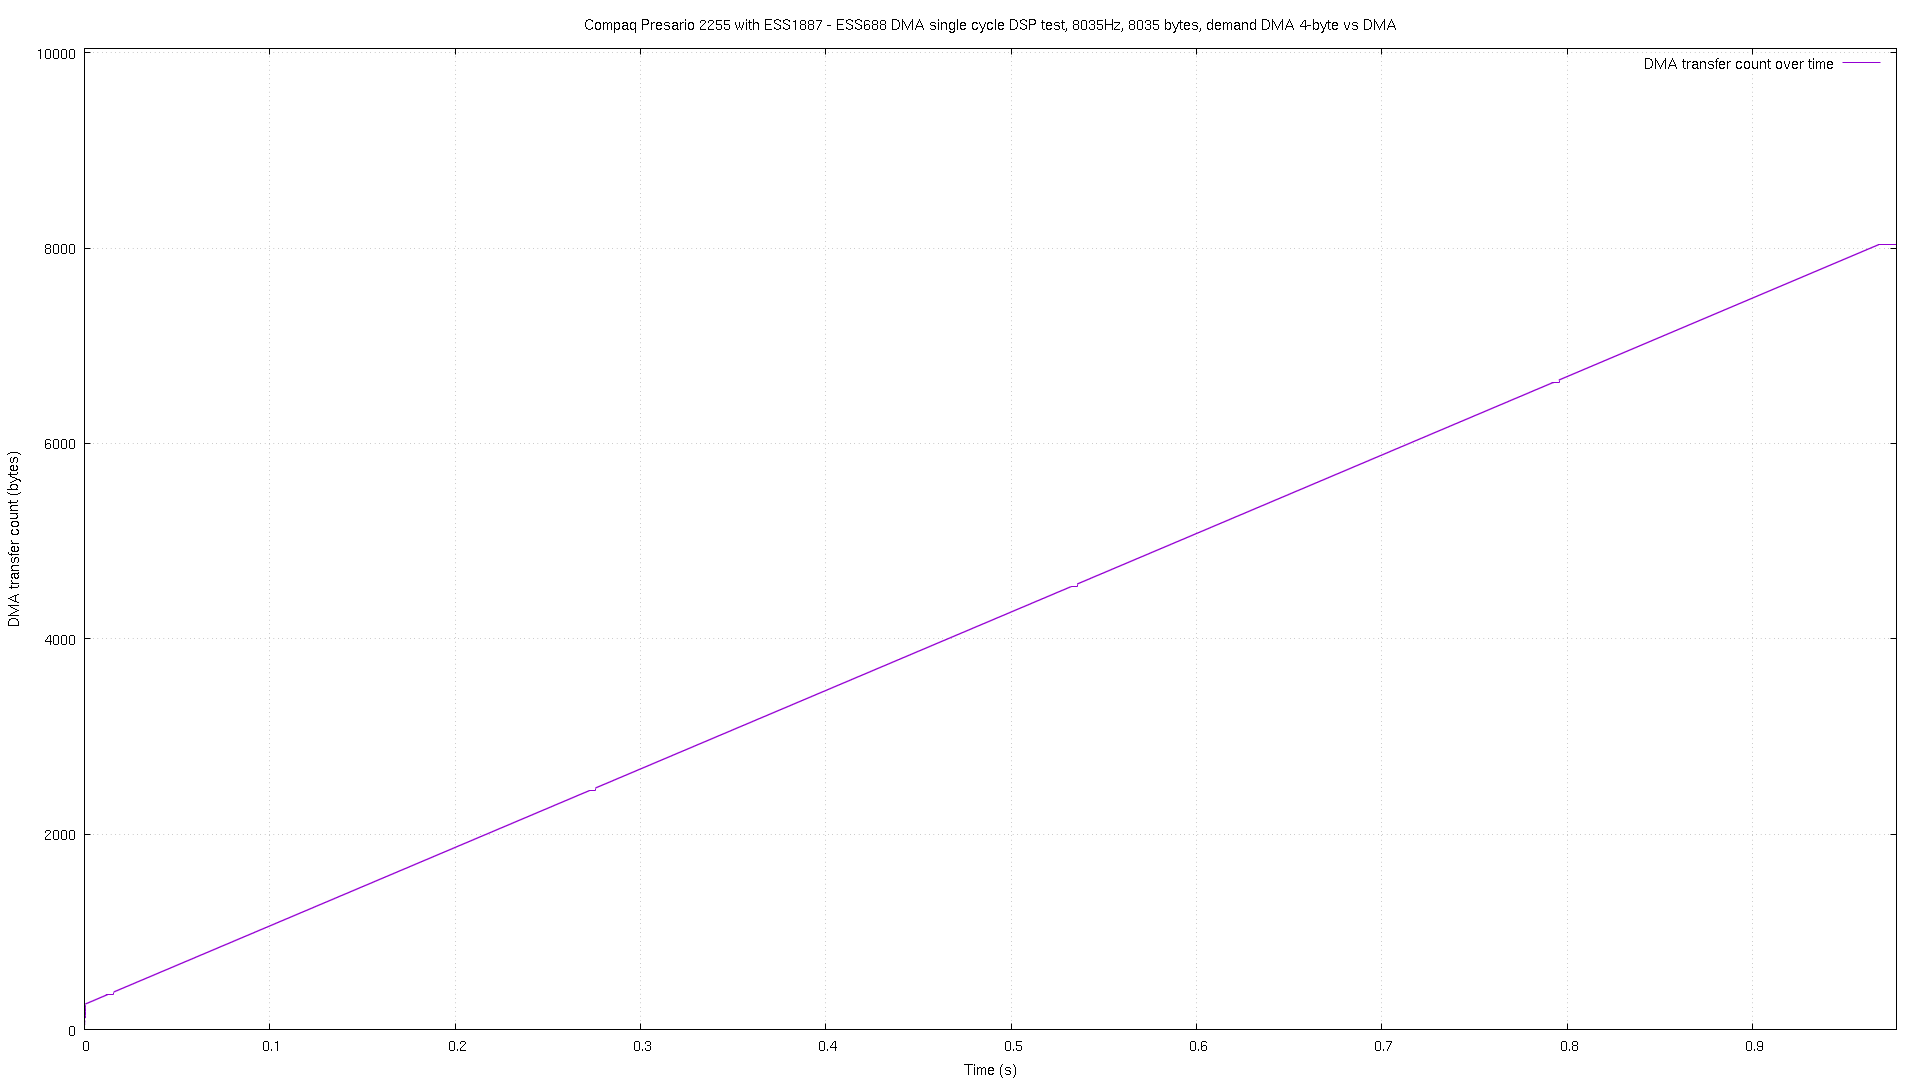 Compaq Presario 2255 with ESS1887 - ESS688 DMA single cycle DSP test, 8035Hz, 8035 bytes, demand DMA 4-byte vs DMA
DMA transfer count over time
10000
8000
6000
4000
2000
0
DMA transfer count (bytes)
0 0.1 0.2 0.3 0.4 0.5 0.6 0.7 0.8 0.9
Time (s)